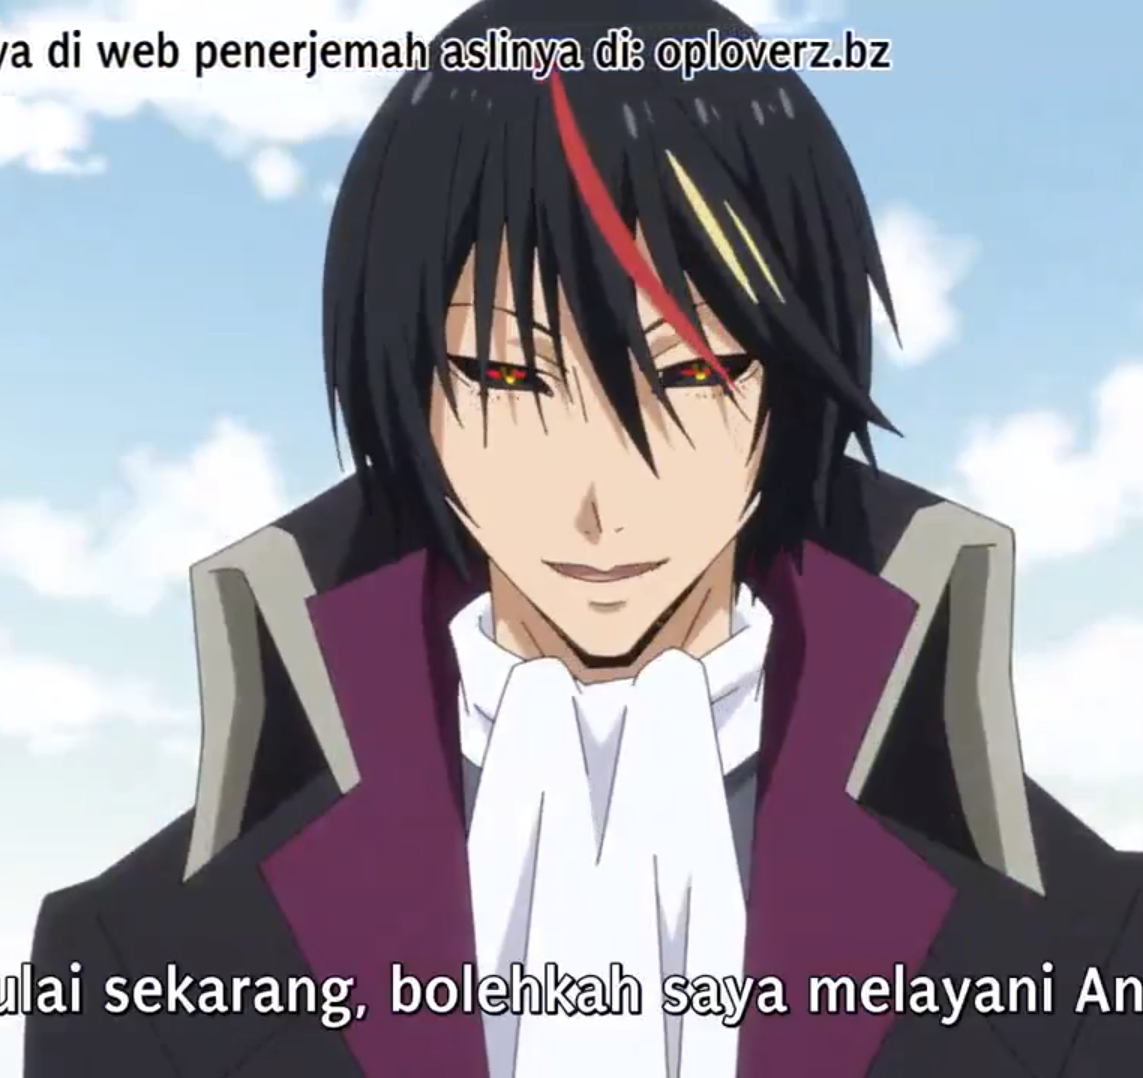 ya di web penerjemah aslinya di: oploverz.bz
ulai sekarang, bolehkah saya melayani An